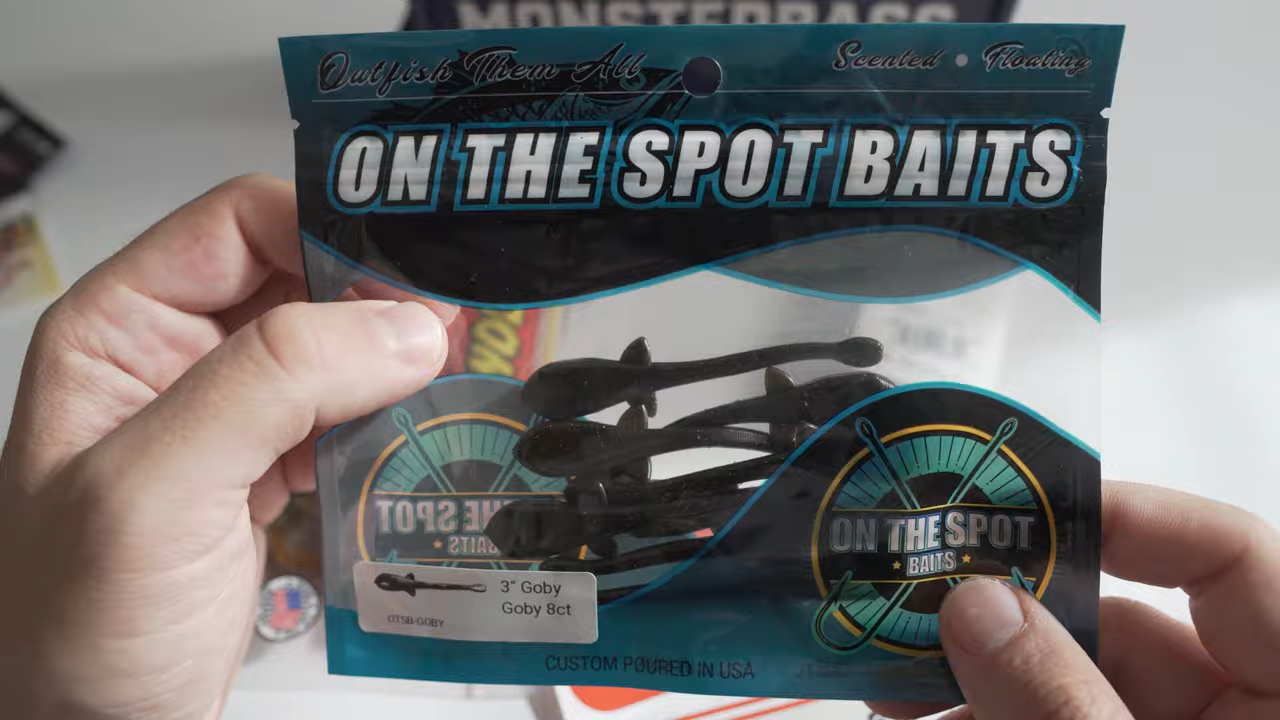 MONSTERBASS
Outfish Them All
Scented • Floating
ON THE SPOT BAITS
ON THE SPOT
BAITS
3" Goby
Goby 8ct
OTSB-GOBY
CUSTOM POURED IN USA